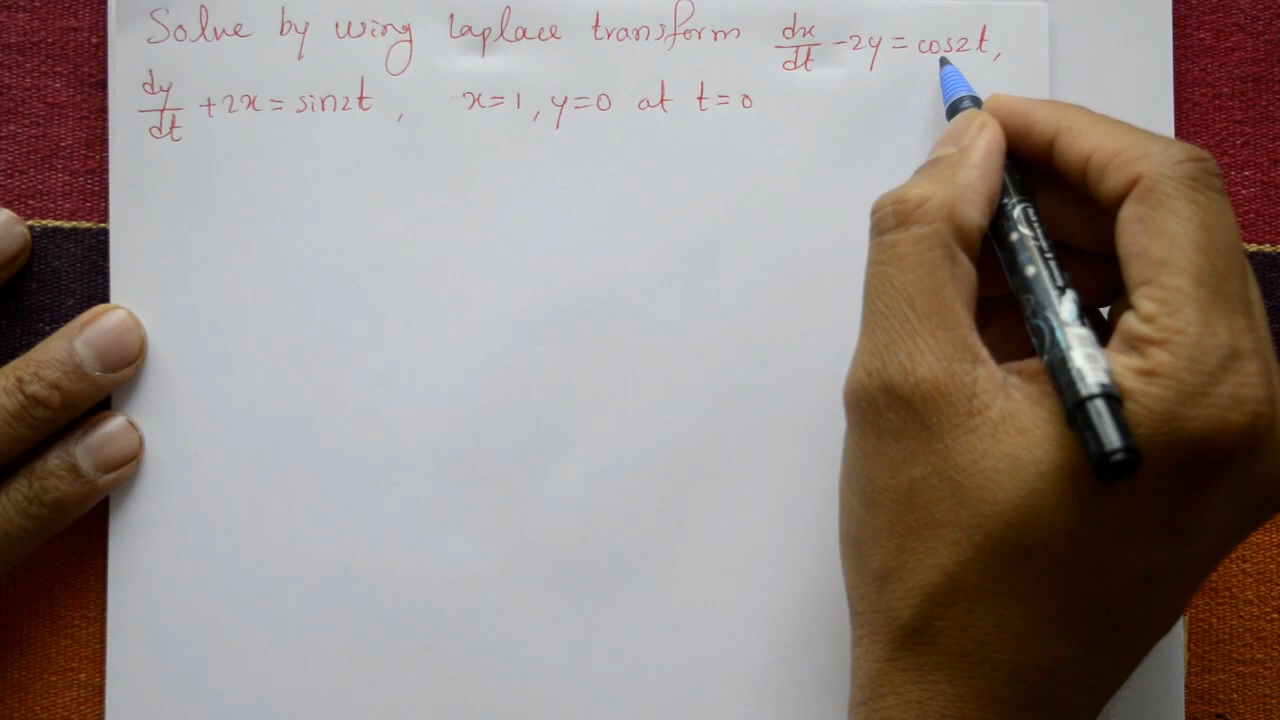 Solve by using Laplace transform dx/dt - 2y = cos2t,
dy/dt + 2x = sin2t, x=1, y=0 at t=0